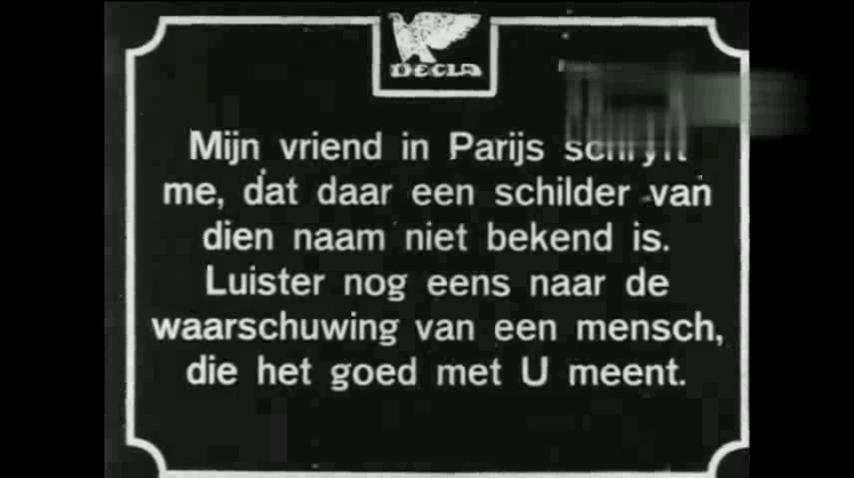 DECLA
Mijn vriend in Parijs schrijft
me, dat daar een schilder van
dien naam niet bekend is.
Luister nog eens naar de
waarschuwing van een mensch,
die het goed met U meent.